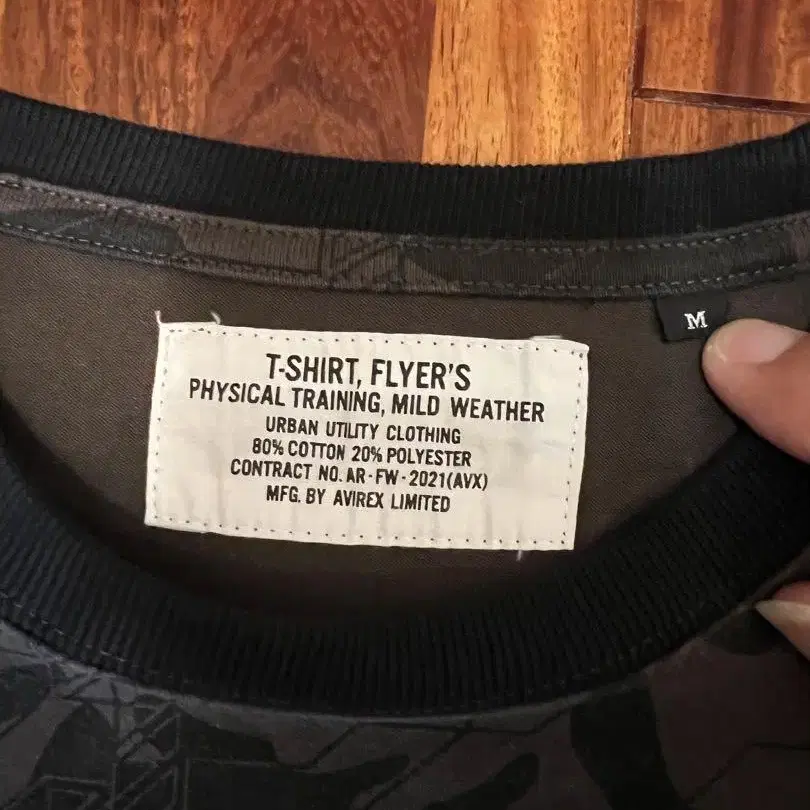 M
T-SHIRT, FLYER'S
PHYSICAL TRAINING, MILD WEATHER
URBAN UTILITY CLOTHING
80% COTTON 20% POLYESTER
CONTRACT NO. AR-FW-2021(AVX)
MFG. BY AVIREX LIMITED